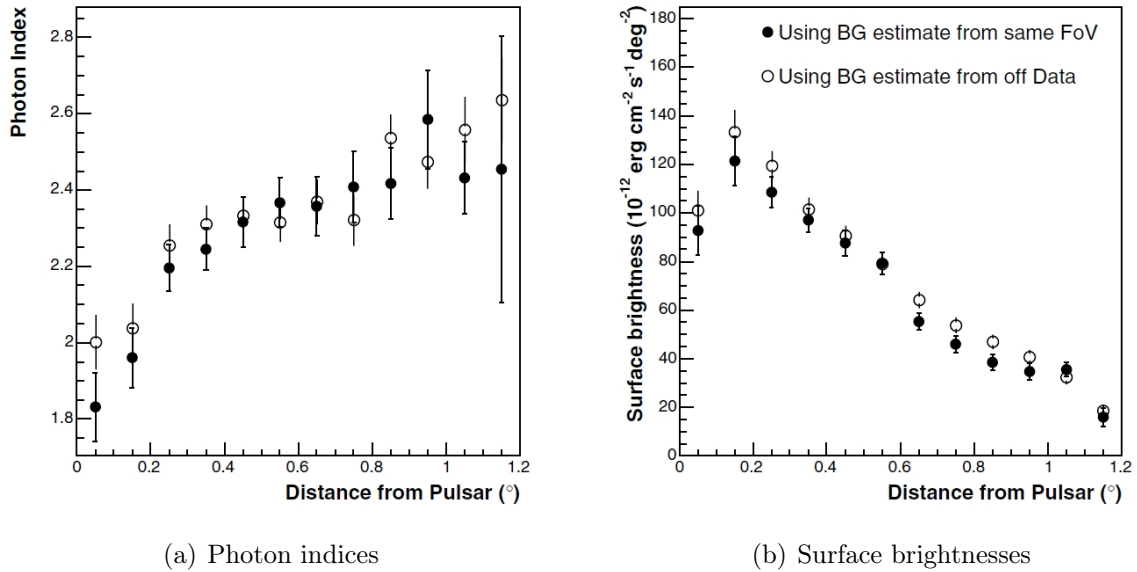 Photon Index
2.8
2.6
2.4
2.2
2
1.8
0 0.2 0.4 0.6 0.8 1 1.2
Distance from Pulsar (°)
(a) Photon indices
Surface brightness (10⁻¹² erg cm⁻² s⁻¹ deg⁻²)
180
160
140
120
100
80
60
40
20
0
Using BG estimate from same FoV
Using BG estimate from off Data
0 0.2 0.4 0.6 0.8 1 1.2
Distance from Pulsar (°)
(b) Surface brightnesses